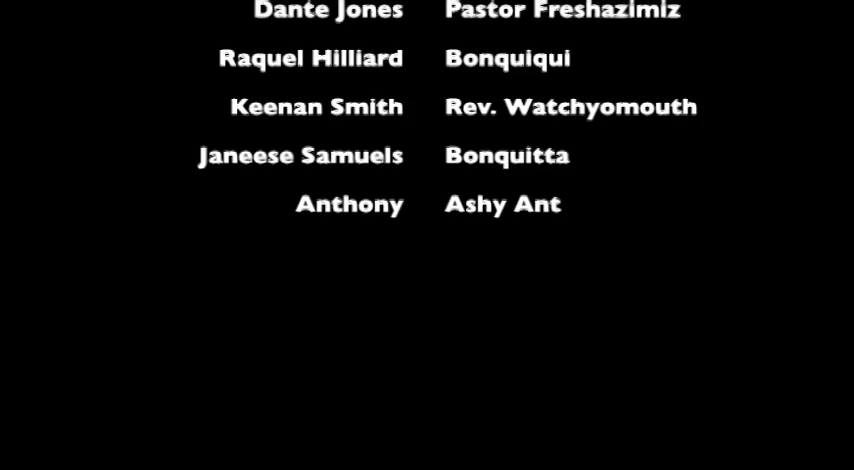 Dante Jones Pastor Freshazimiz
Raquel Hilliard Bonquiqui
Keenan Smith Rev. Watchyomouth
Janeese Samuels Bonquitta
Anthony Ashy Ant